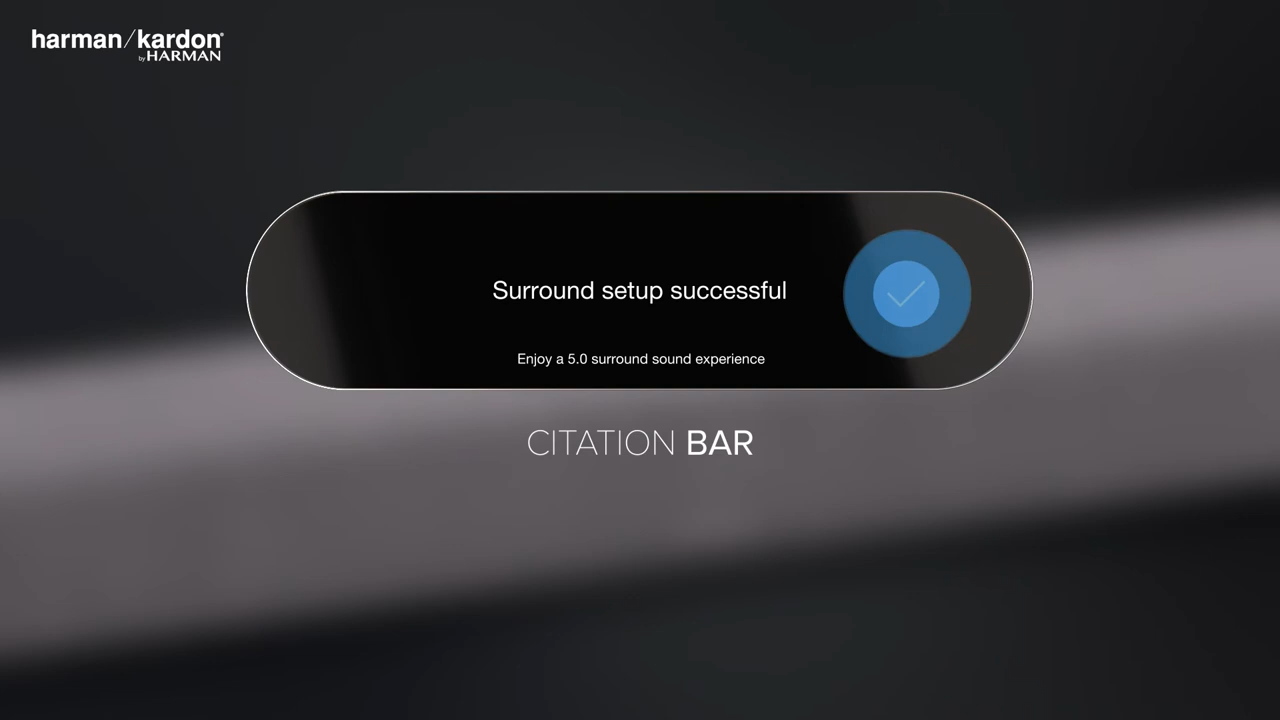 harman/kardon®
by HARMAN
Surround setup successful
Enjoy a 5.0 surround sound experience
CITATION BAR